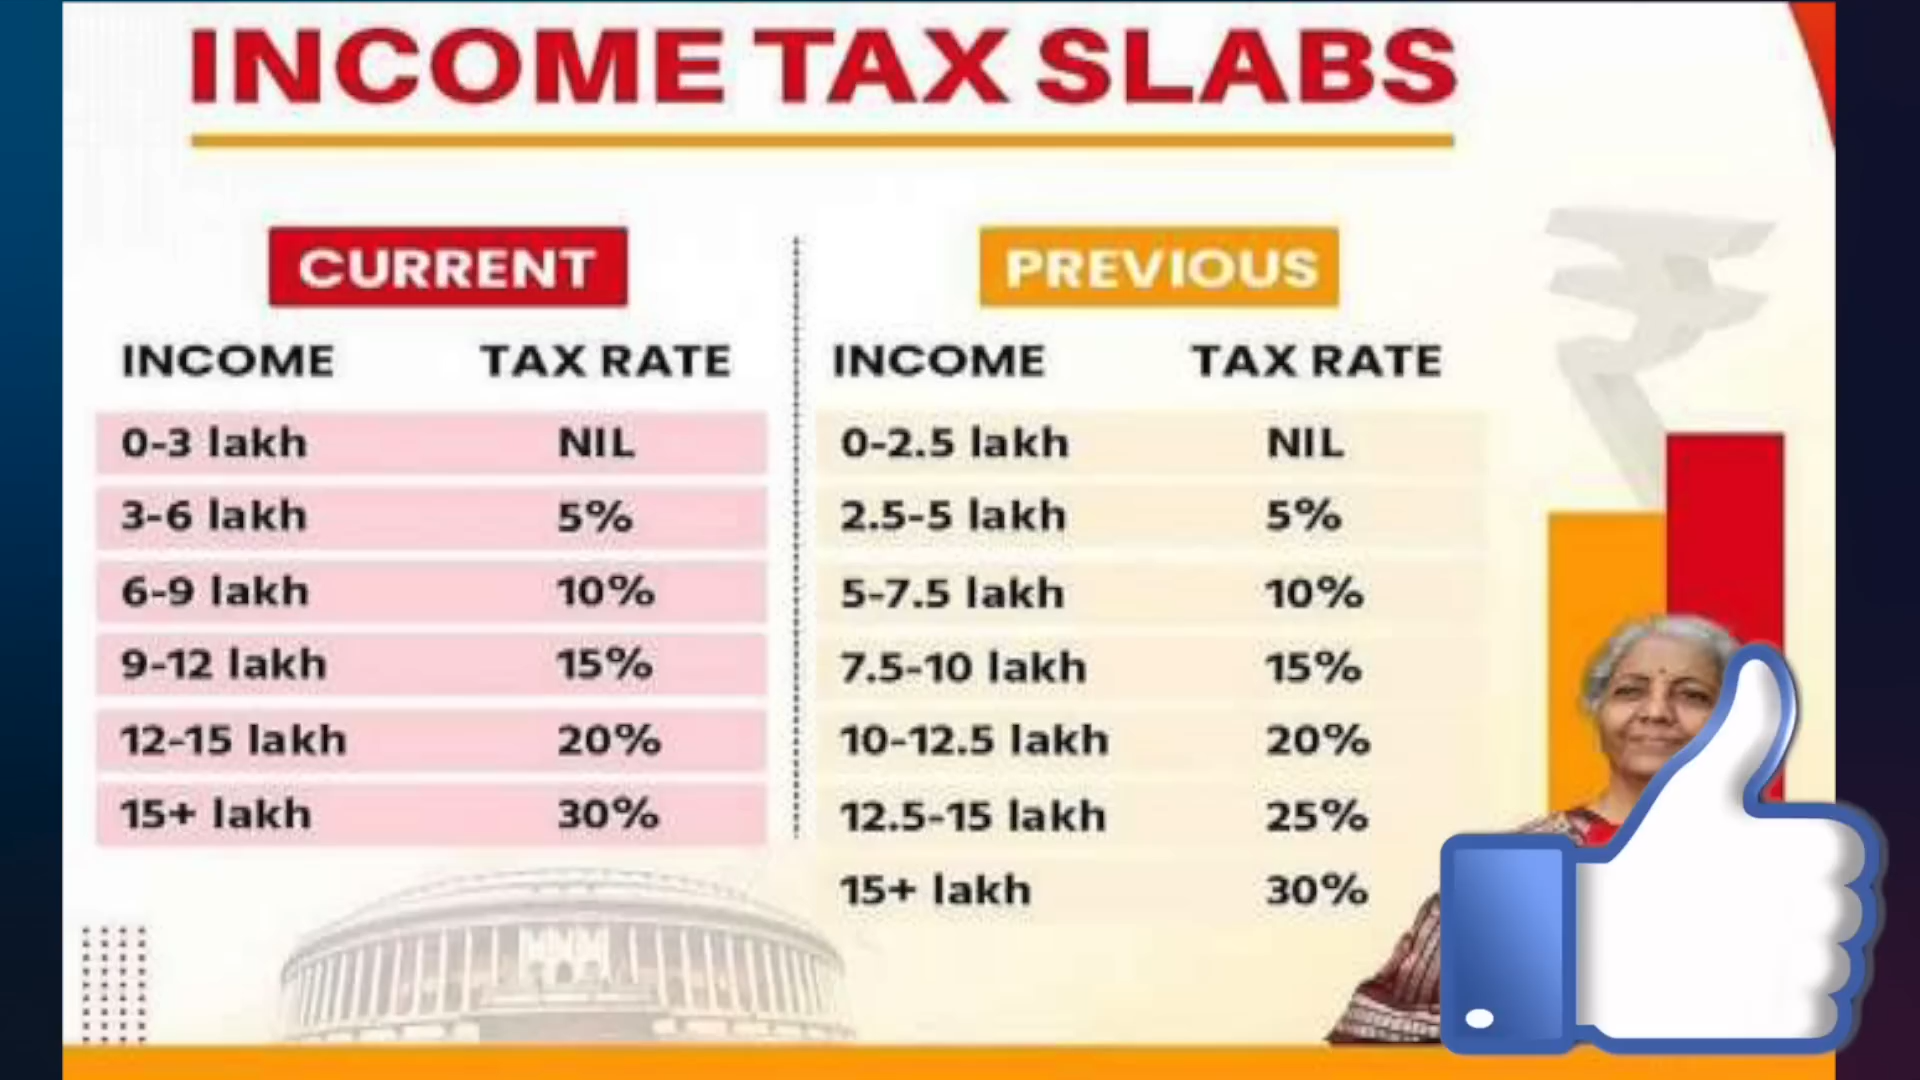 INCOME TAX SLABS
CURRENT
INCOME TAX RATE
0-3 lakh NIL
3-6 lakh 5%
6-9 lakh 10%
9-12 lakh 15%
12-15 lakh 20%
15+ lakh 30%
PREVIOUS
INCOME TAX RATE
0-2.5 lakh NIL
2.5-5 lakh 5%
5-7.5 lakh 10%
7.5-10 lakh 15%
10-12.5 lakh 20%
12.5-15 lakh 25%
15+ lakh 30%